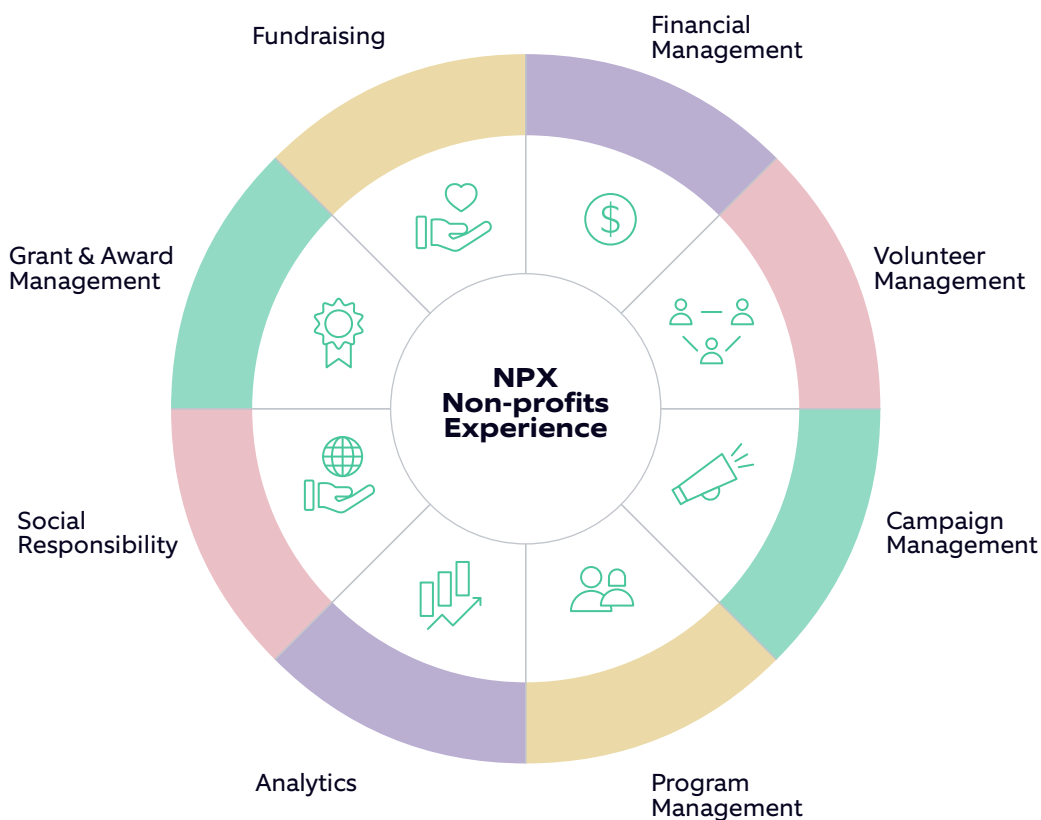 Fundraising
Financial
Management
Grant & Award
Management
Volunteer
Management
NPX
Non-profits
Experience
Social
Responsibility
Campaign
Management
Analytics
Program
Management
$